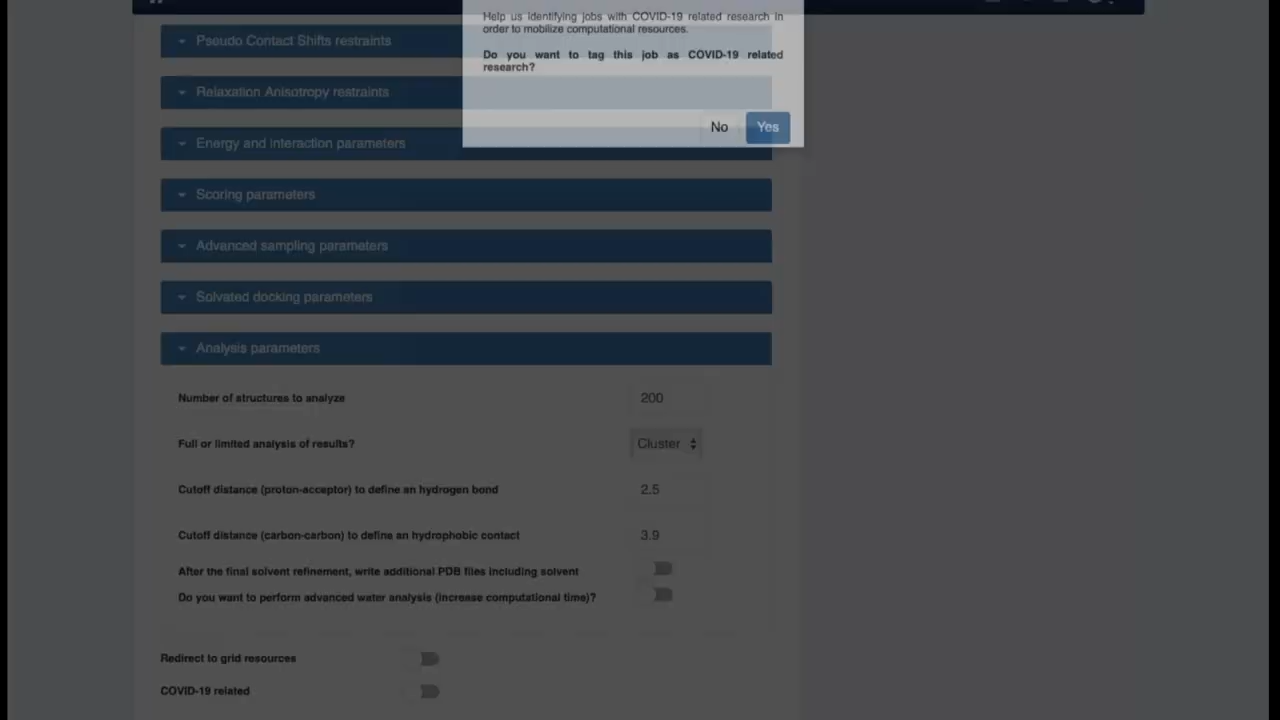 Help us identifying jobs with COVID-19 related research in
order to mobilize computational resources.
Do you want to tag this job as COVID-19 related
research?
No Yes
Pseudo Contact Shifts restraints
Relaxation Anisotropy restraints
Energy and interaction parameters
Scoring parameters
Advanced sampling parameters
Solvated docking parameters
Analysis parameters
Number of structures to analyze 200
Full or limited analysis of results? Cluster
Cutoff distance (proton-acceptor) to define an hydrogen bond 2.5
Cutoff distance (carbon-carbon) to define an hydrophobic contact 3.9
After the final solvent refinement, write additional PDB files including solvent
Do you want to perform advanced water analysis (increase computational time)?
Redirect to grid resources
COVID-19 related